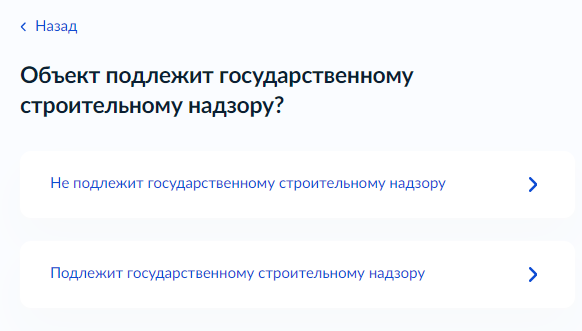 Назад
Объект подлежит государственному
строительному надзору?
Не подлежит государственному строительному надзору
Подлежит государственному строительному надзору